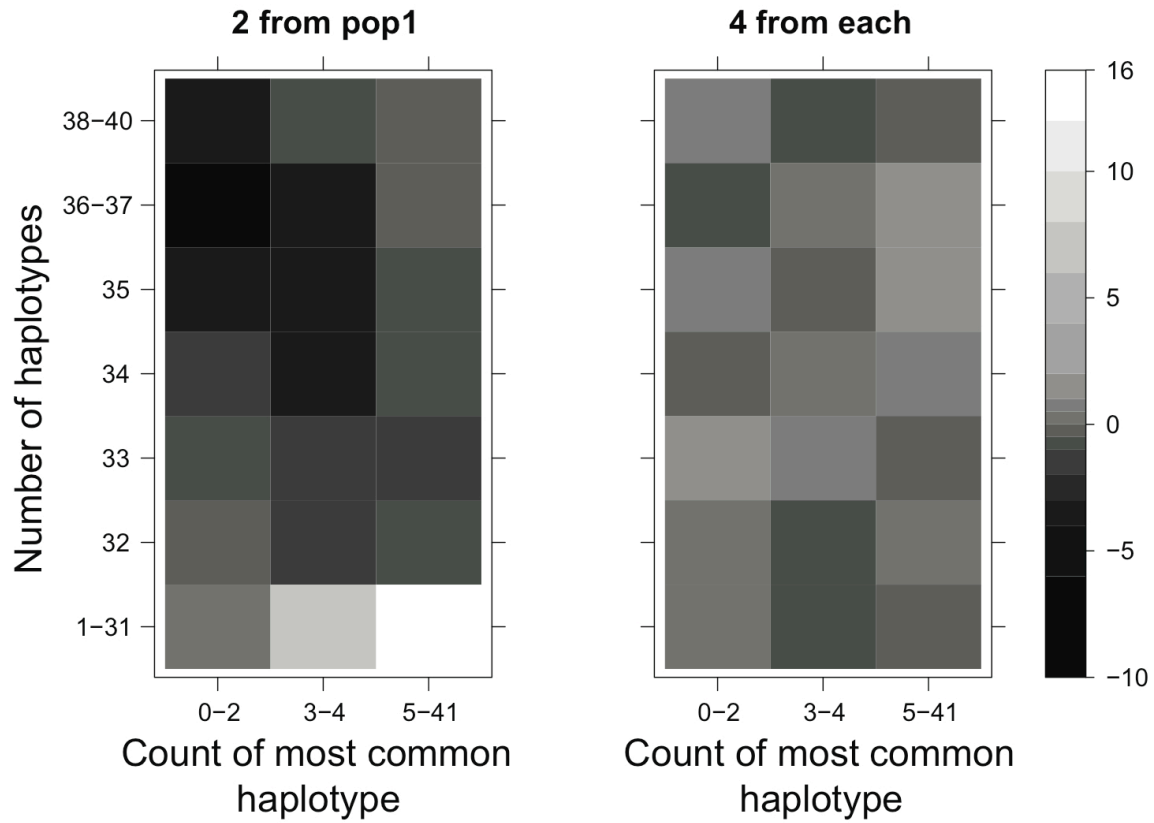 2 from pop1
4 from each
38−40
36−37
35
34
33
32
1−31
Number of haplotypes
0−2 3−4 5−41
Count of most common
haplotype
0−2 3−4 5−41
Count of most common
haplotype
16
10
5
0
−5
−10